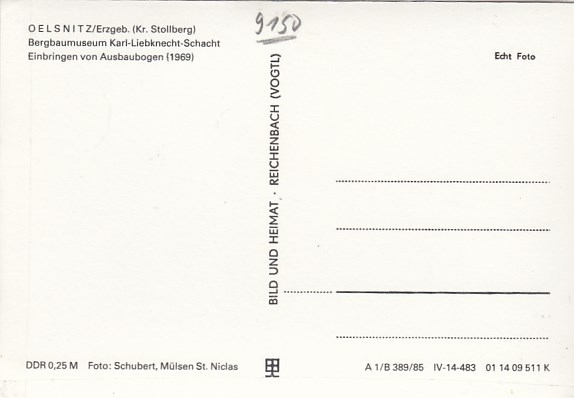 OELSNITZ/Erzgeb. (Kr. Stollberg)
Bergbaumuseum Karl-Liebknecht-Schacht
Einbringen von Ausbaubogen (1969)
9150
Echt Foto
BILD UND HEIMAT · REICHENBACH (VOGTL)
DDR 0,25 M Foto: Schubert, Mülsen St. Niclas
A 1/B 389/85 IV-14-483 01 14 09 511 K